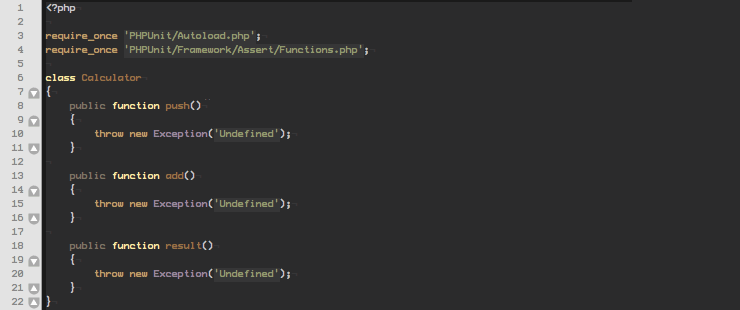 1 <?php
2
3 require_once 'PHPUnit/Autoload.php';
4 require_once 'PHPUnit/Framework/Assert/Functions.php';
5
6 class Calculator
7 {
8     public function push()
9     {
10         throw new Exception('Undefined');
11     }
12
13     public function add()
14     {
15         throw new Exception('Undefined');
16     }
17
18     public function result()
19     {
20         throw new Exception('Undefined');
21     }
22 }